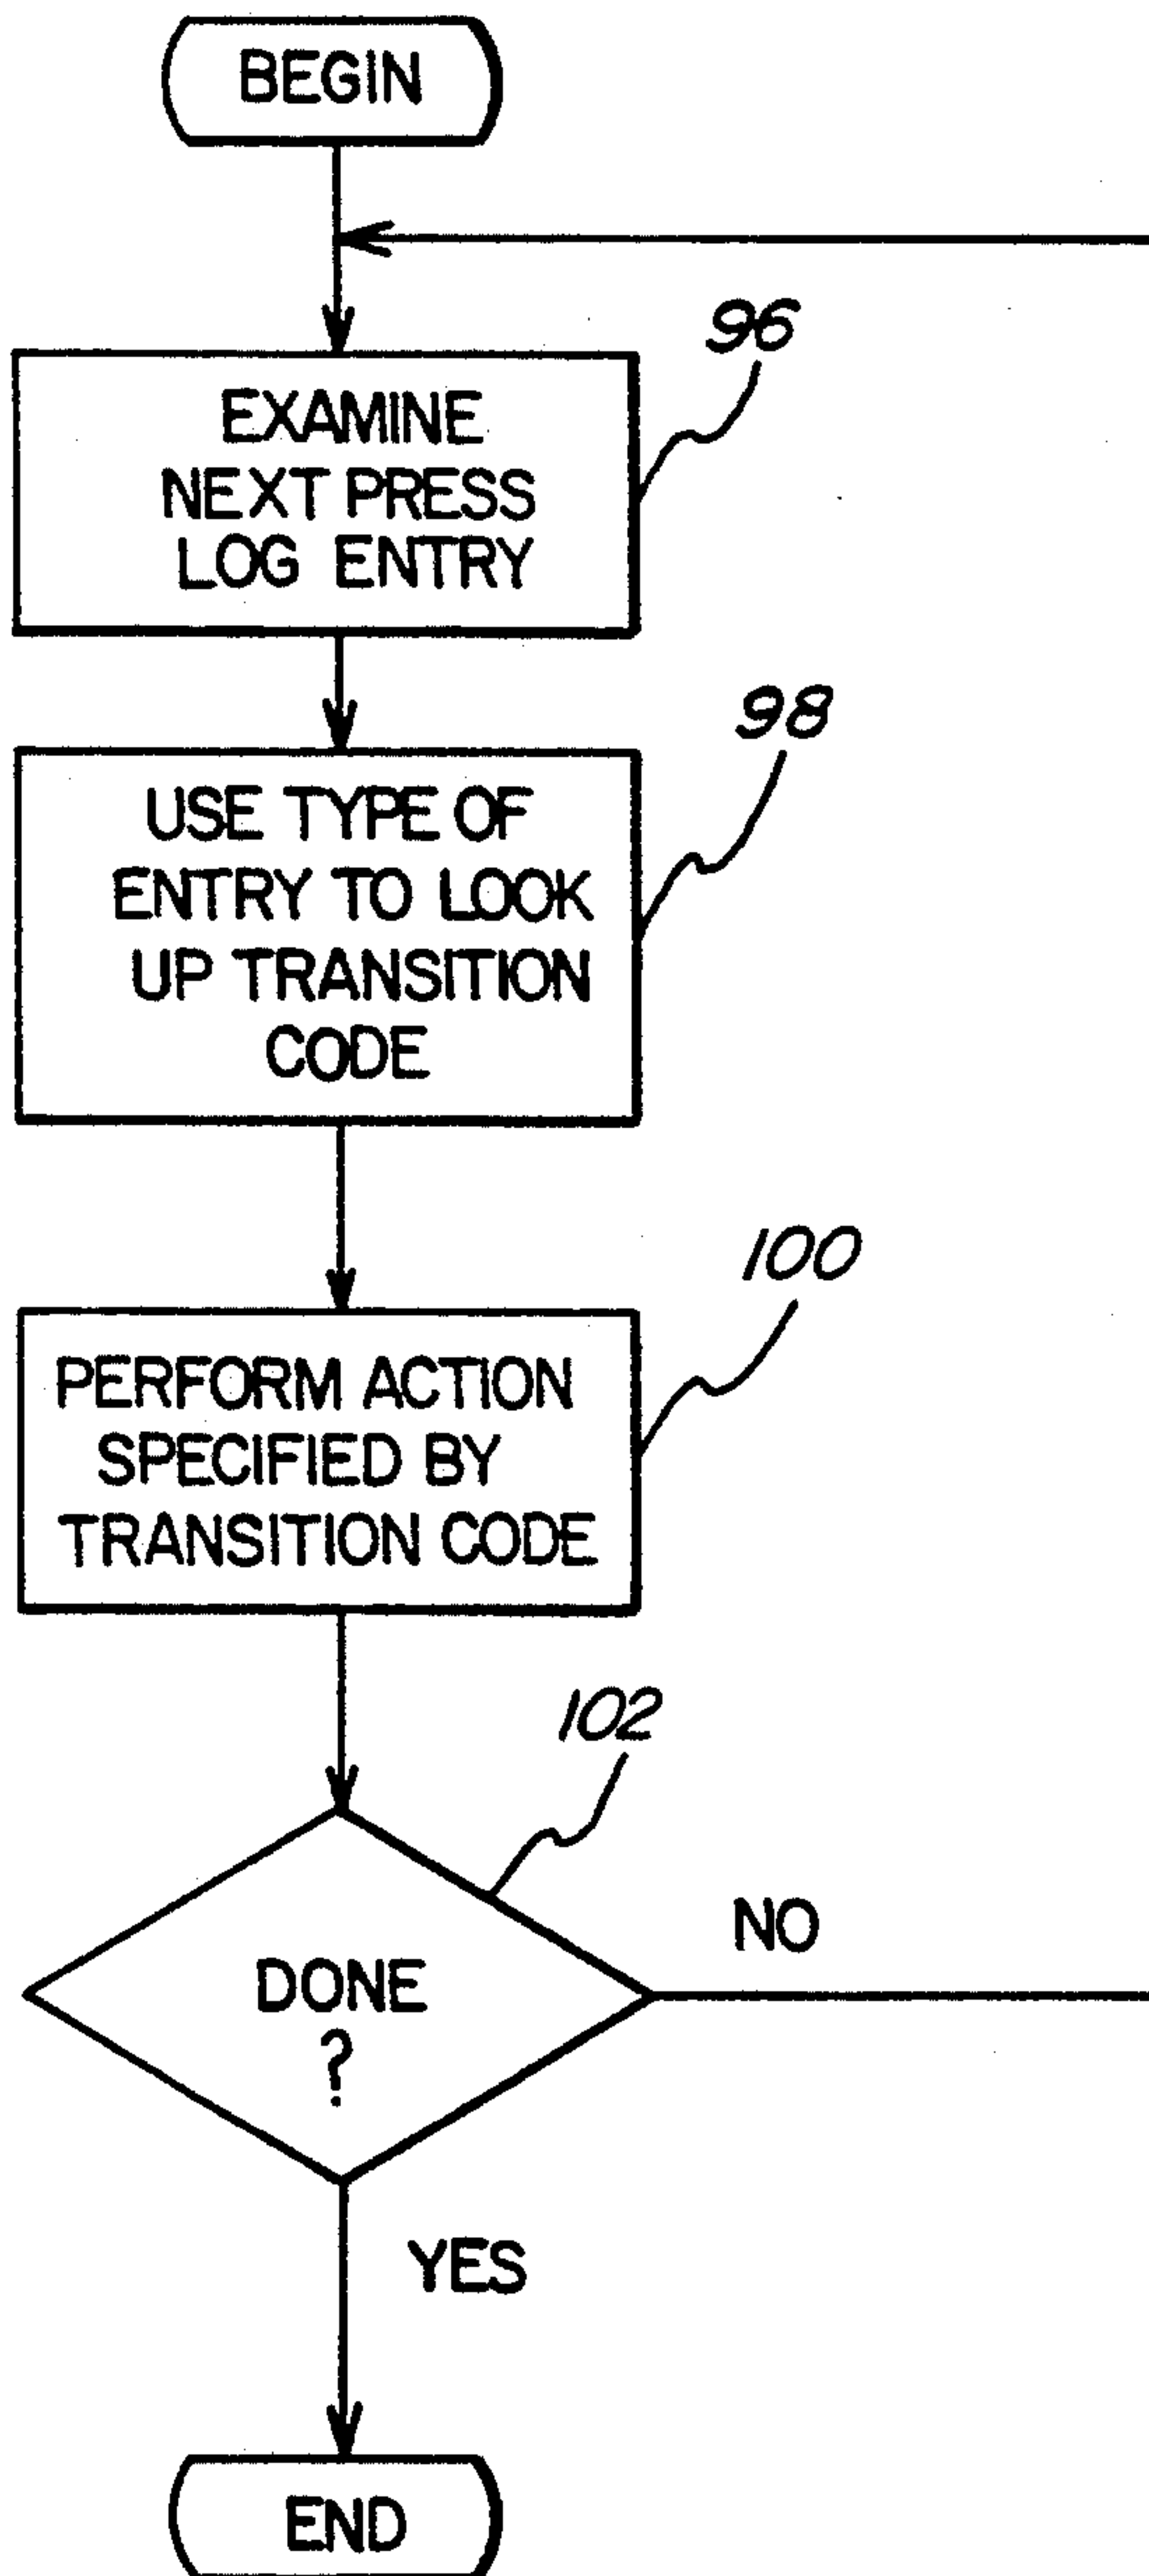 BEGIN
96
EXAMINE
NEXT PRESS
LOG ENTRY
98
USE TYPE OF
ENTRY TO LOOK
UP TRANSITION
CODE
100
PERFORM ACTION
SPECIFIED BY
TRANSITION CODE
102
NO
DONE
?
YES
END